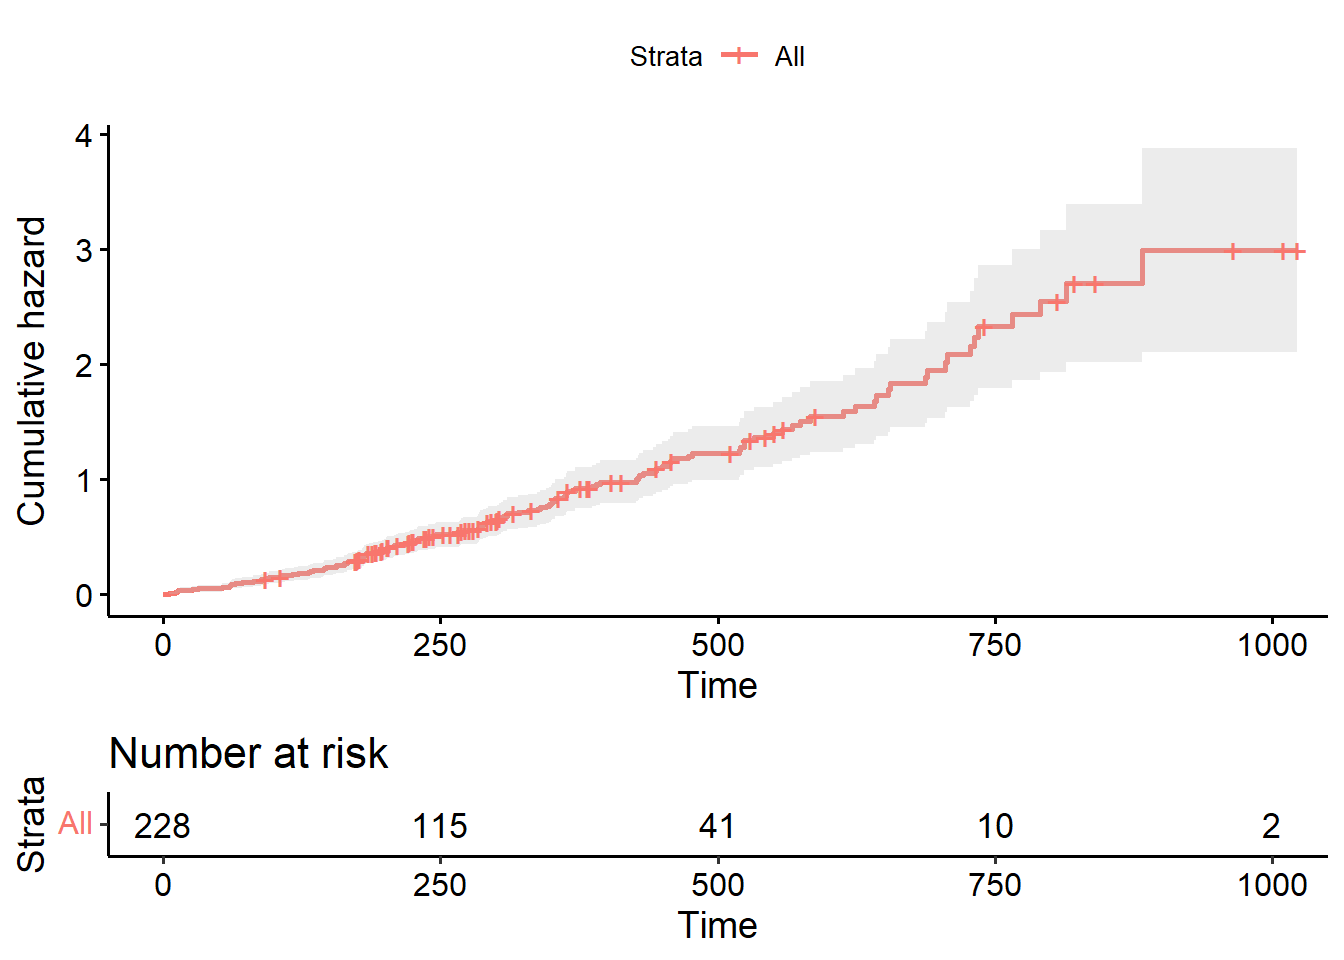 Strata All
Cumulative hazard
4
3
2
1
0
0 250 500 750 1000
Time
Number at risk
Strata
All 228 115 41 10 2
0 250 500 750 1000
Time